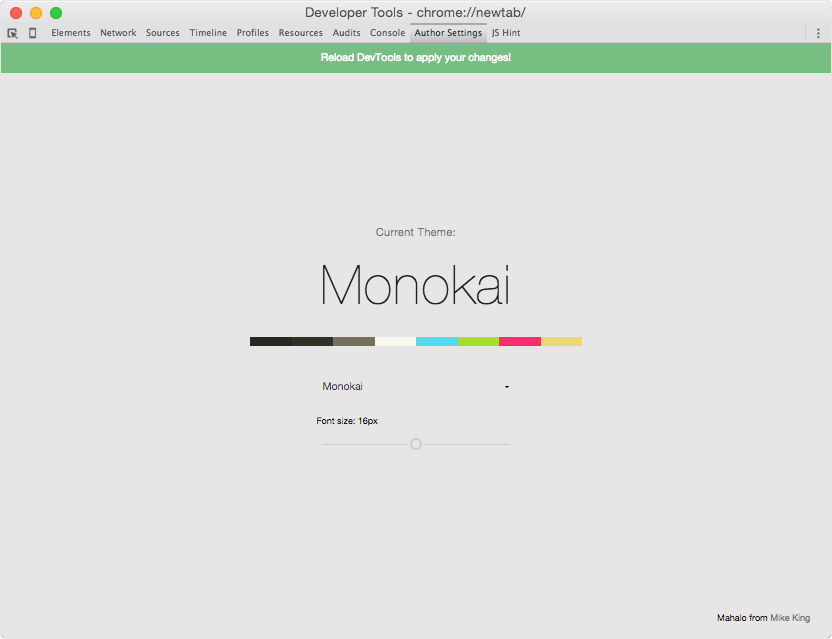 Developer Tools - chrome://newtab/
Elements Network Sources Timeline Profiles Resources Audits Console Author Settings JS Hint
Reload DevTools to apply your changes!
Current Theme:
Monokai
Monokai
Font size: 16px
Mahalo from Mike King